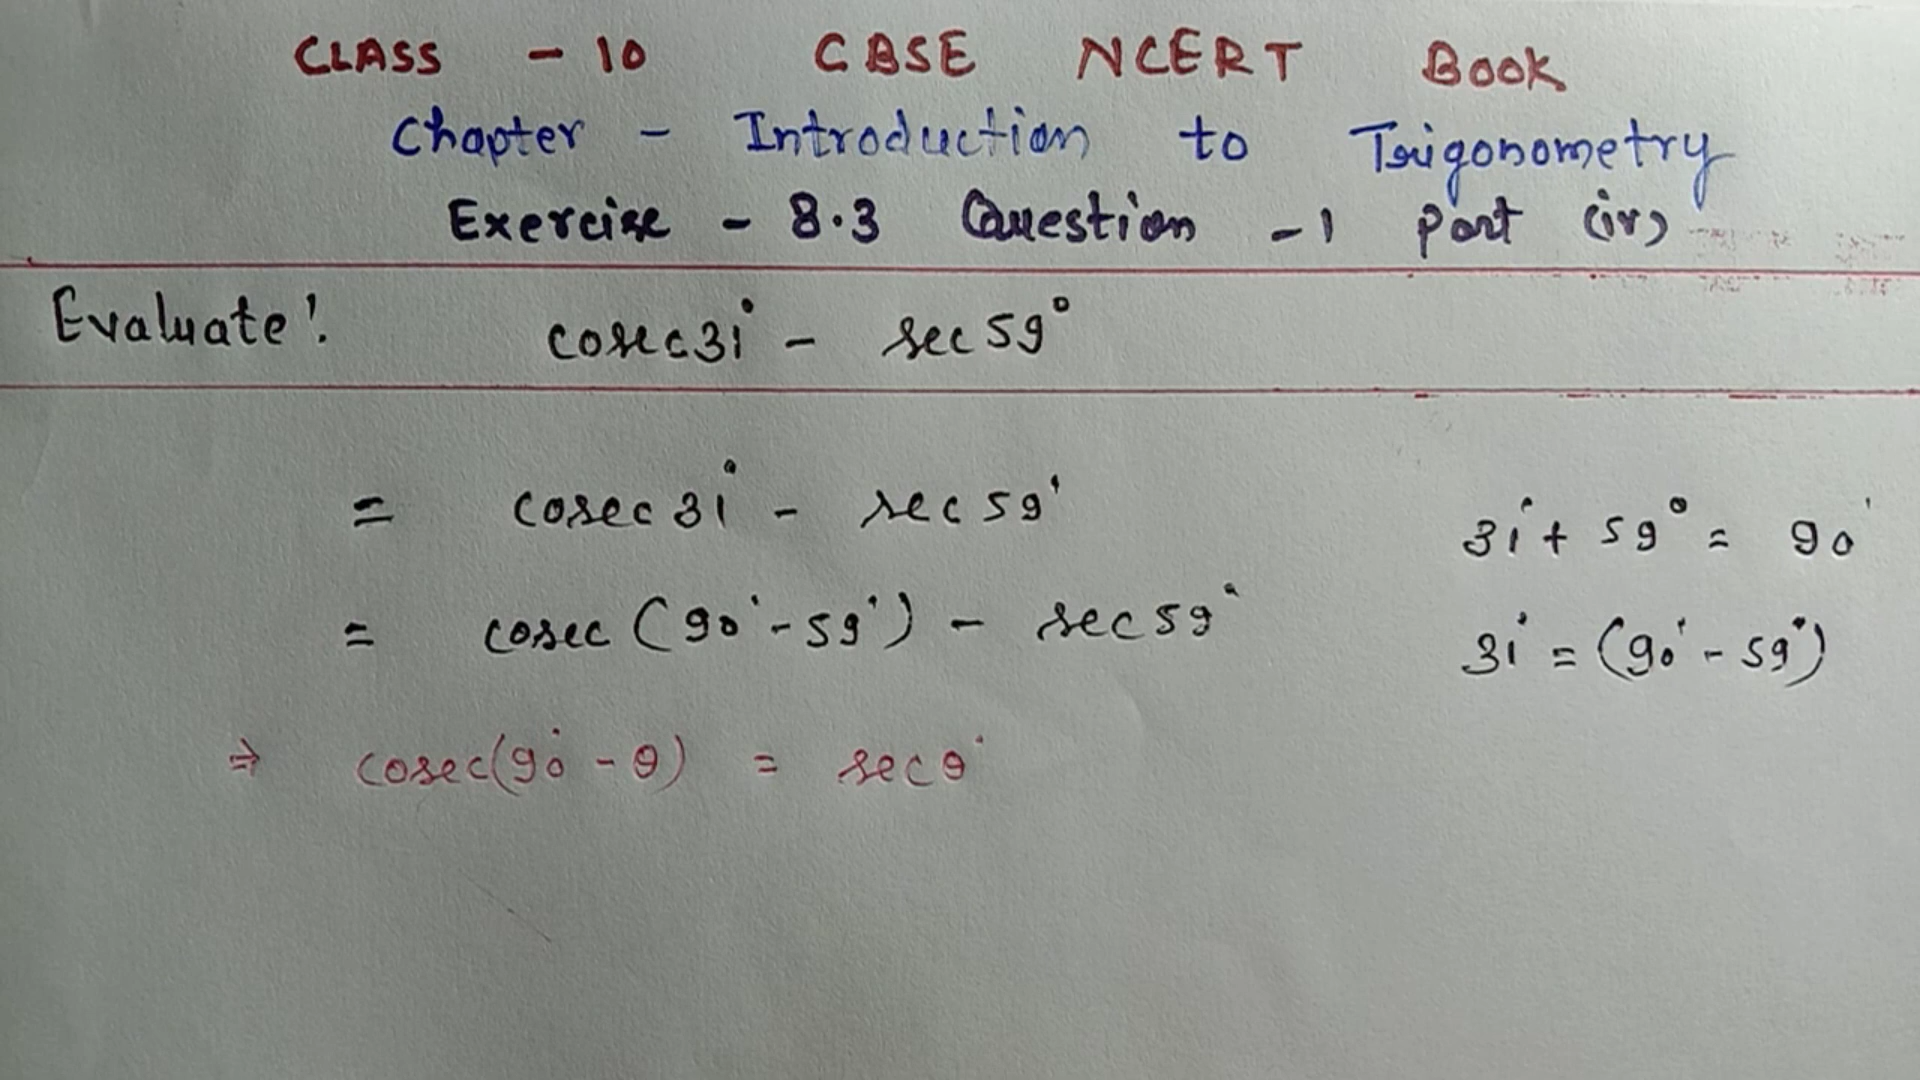 CLASS - 10 CBSE NCERT Book
Chapter - Introduction to Trigonometry
Exercise - 8.3 Question - 1 Part (iv)
Evaluate: cosec31° - sec59°
= cosec31° - sec59°
31° + 59° = 90°
= cosec(90° - 59°) - sec59°
31° = (90° - 59°)
⇒ cosec(90° - θ) = secθ°